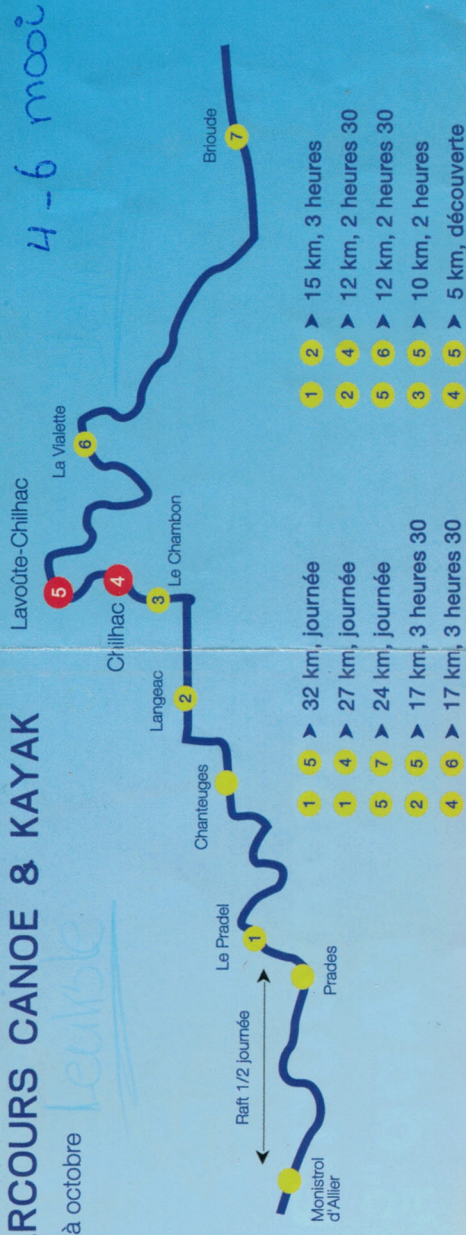 RCOURS CANOE & KAYAK
à octobre
Leukste
4-6 mooi
Monistrol
d'Allier
Raft 1/2 journée
Prades
Le Pradel
1
Chanteuges
Langeac
2
Le Chambon
3
Chilhac
4
Lavoûte-Chilhac
5
La Vialette
6
Brioude
7
1 5 > 32 km, journée
1 4 > 27 km, journée
5 7 > 24 km, journée
2 5 > 17 km, 3 heures 30
4 6 > 17 km, 3 heures 30
1 2 > 15 km, 3 heures
2 4 > 12 km, 2 heures 30
5 6 > 12 km, 2 heures 30
3 5 > 10 km, 2 heures
4 5 > 5 km, découverte